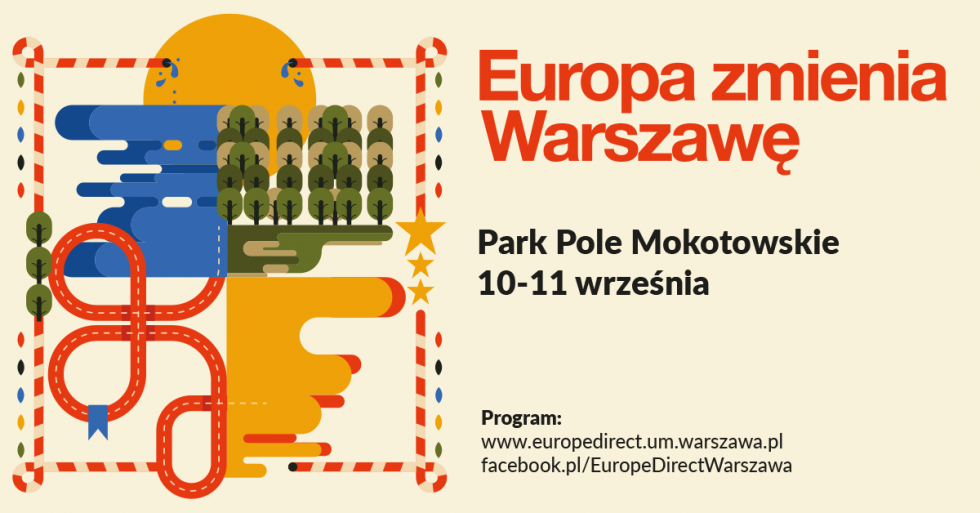 Europa zmienia
Warszawę
Park Pole Mokotowskie
10-11 września
Program:
www.europedirect.um.warszawa.pl
facebook.pl/EuropeDirectWarszawa